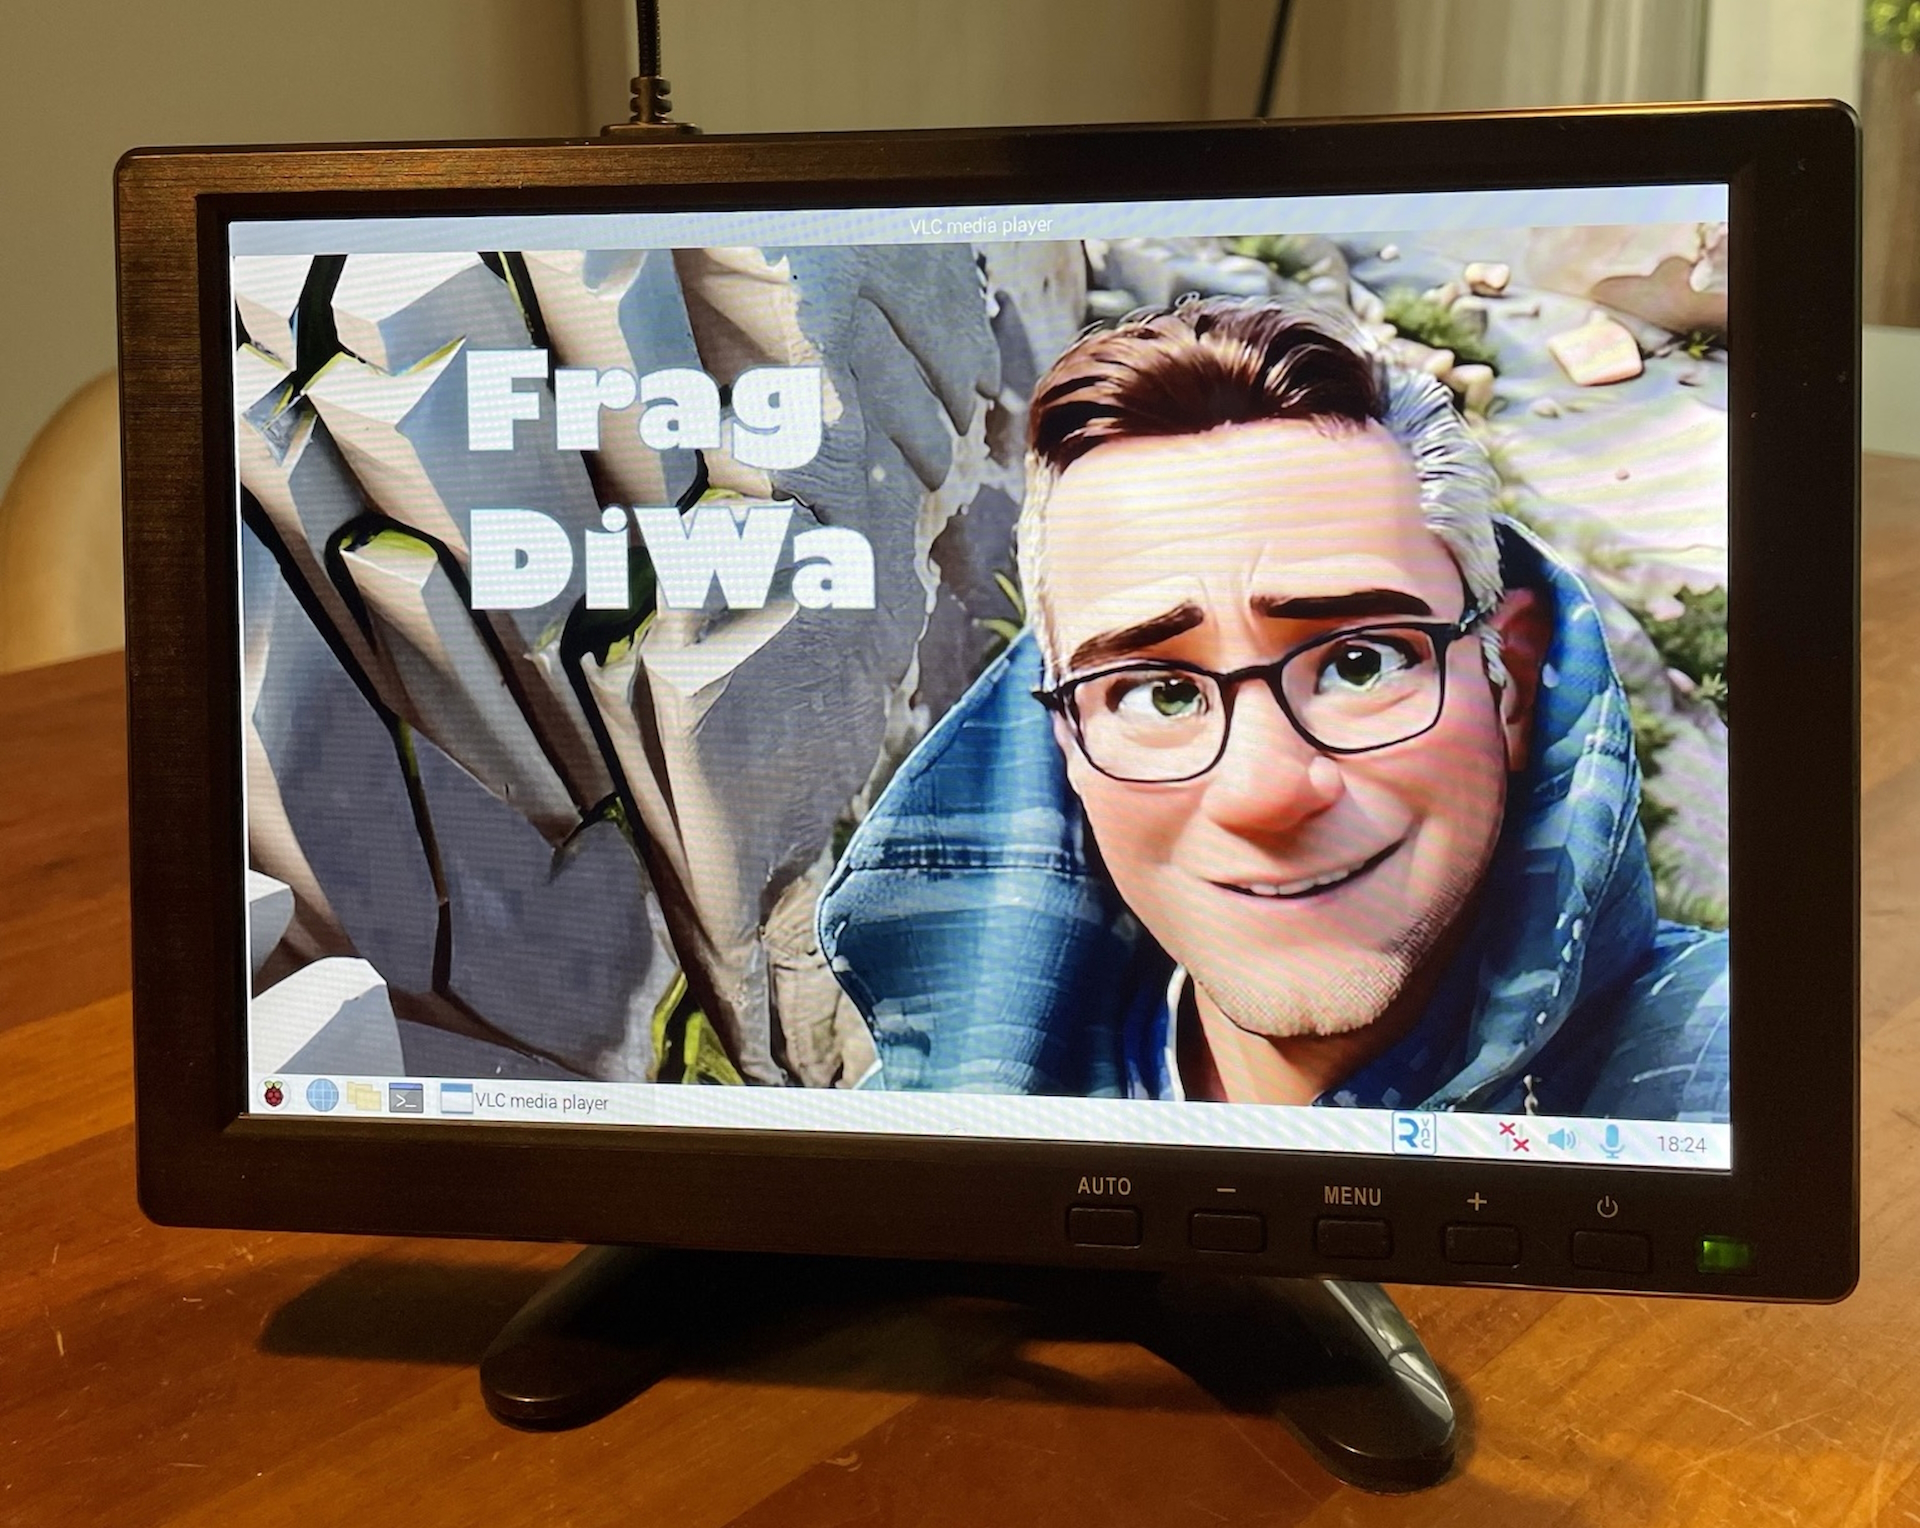 VLC media player
Frag
DiWa
>_
VLC media player
18:24
AUTO
−
MENU
+